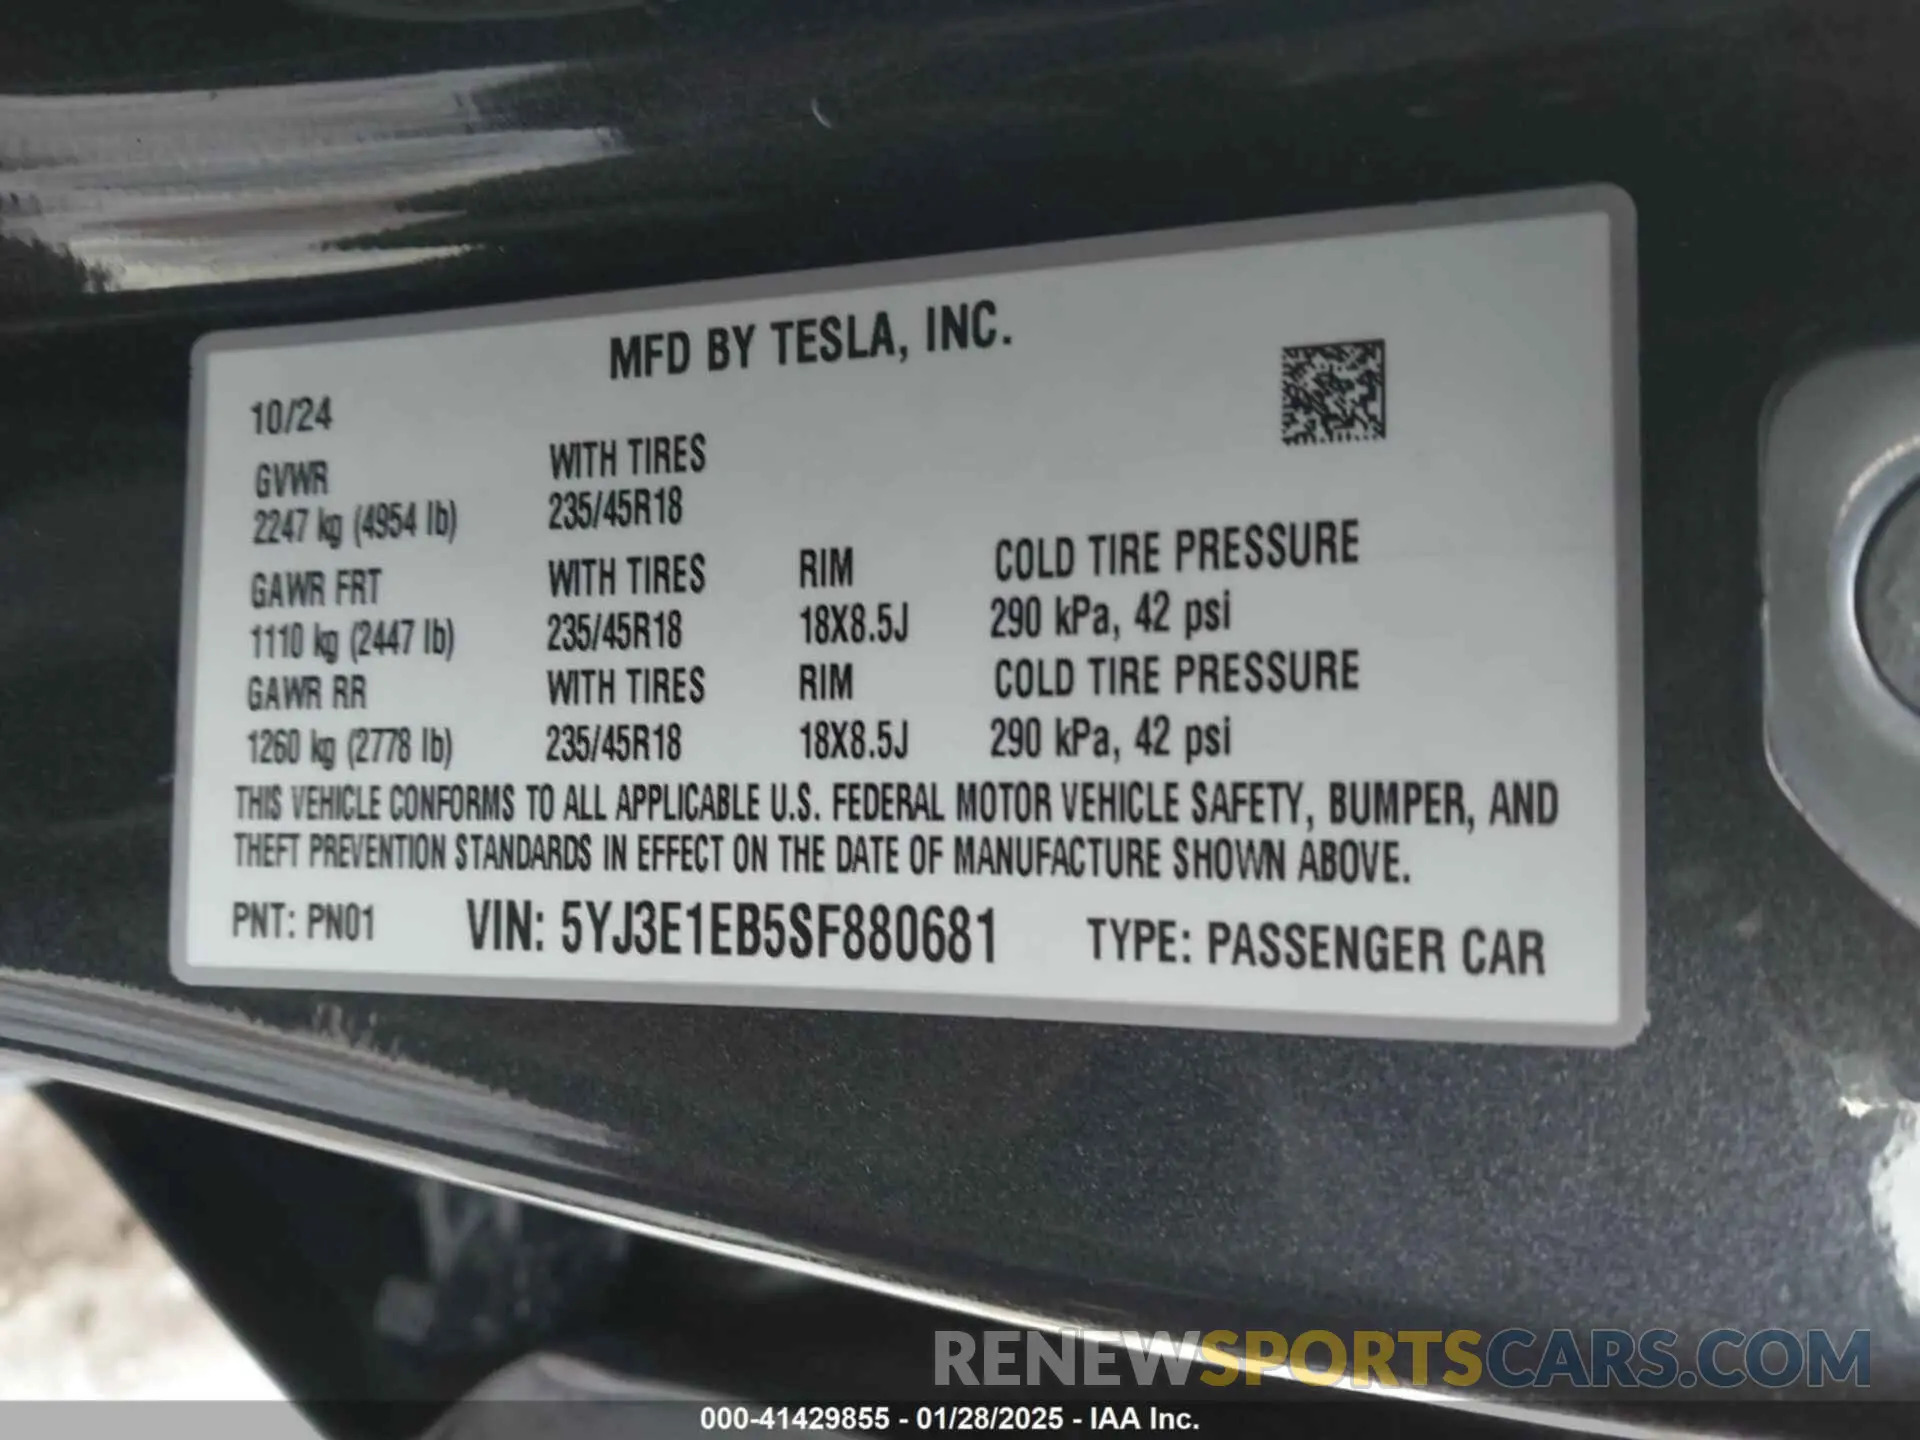 MFD BY TESLA, INC.
10/24
GVWR WITH TIRES
2247 kg (4954 lb) 235/45R18
GAWR FRT WITH TIRES RIM COLD TIRE PRESSURE
1110 kg (2447 lb) 235/45R18 18X8.5J 290 kPa, 42 psi
GAWR RR WITH TIRES RIM COLD TIRE PRESSURE
1260 kg (2778 lb) 235/45R18 18X8.5J 290 kPa, 42 psi
THIS VEHICLE CONFORMS TO ALL APPLICABLE U.S. FEDERAL MOTOR VEHICLE SAFETY, BUMPER, AND
THEFT PREVENTION STANDARDS IN EFFECT ON THE DATE OF MANUFACTURE SHOWN ABOVE.
PNT: PN01 VIN: 5YJ3E1EB5SF880681 TYPE: PASSENGER CAR
RENEWSPORTSCARS.COM
000-41429855 - 01/28/2025 - IAA Inc.